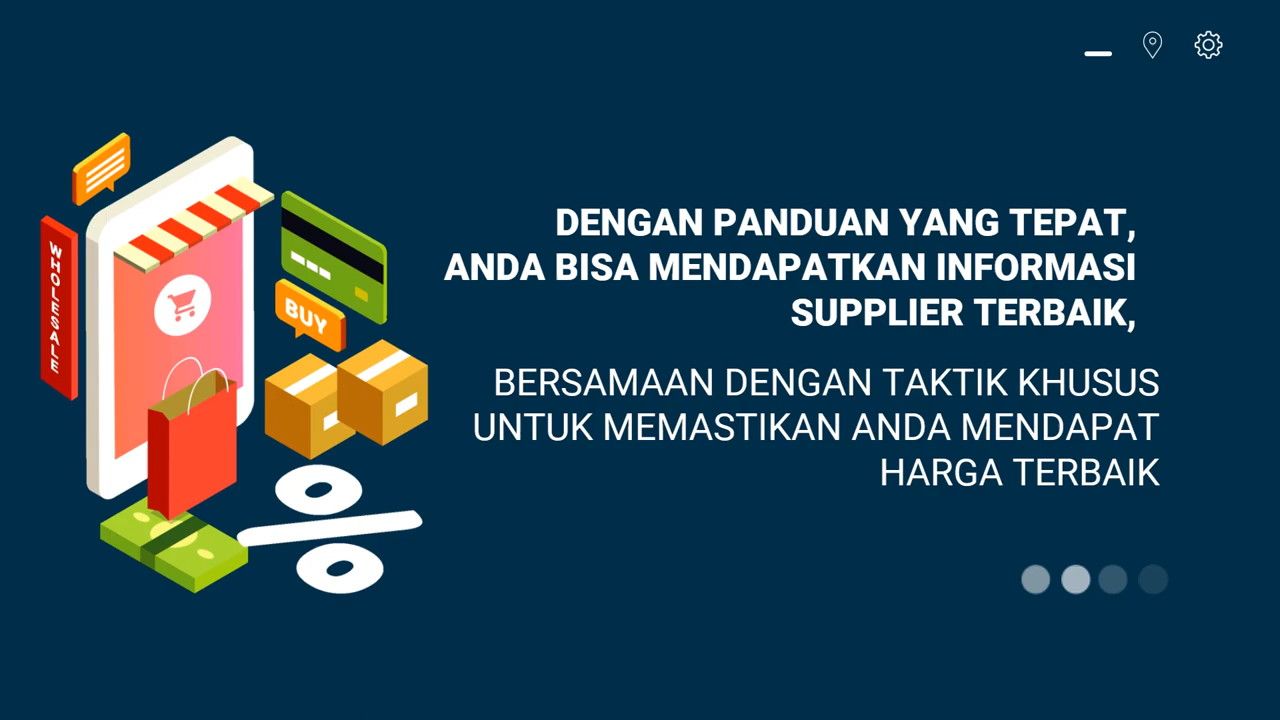 WHOLESALE
BUY
DENGAN PANDUAN YANG TEPAT,
ANDA BISA MENDAPATKAN INFORMASI
SUPPLIER TERBAIK,
BERSAMAAN DENGAN TAKTIK KHUSUS
UNTUK MEMASTIKAN ANDA MENDAPAT
HARGA TERBAIK